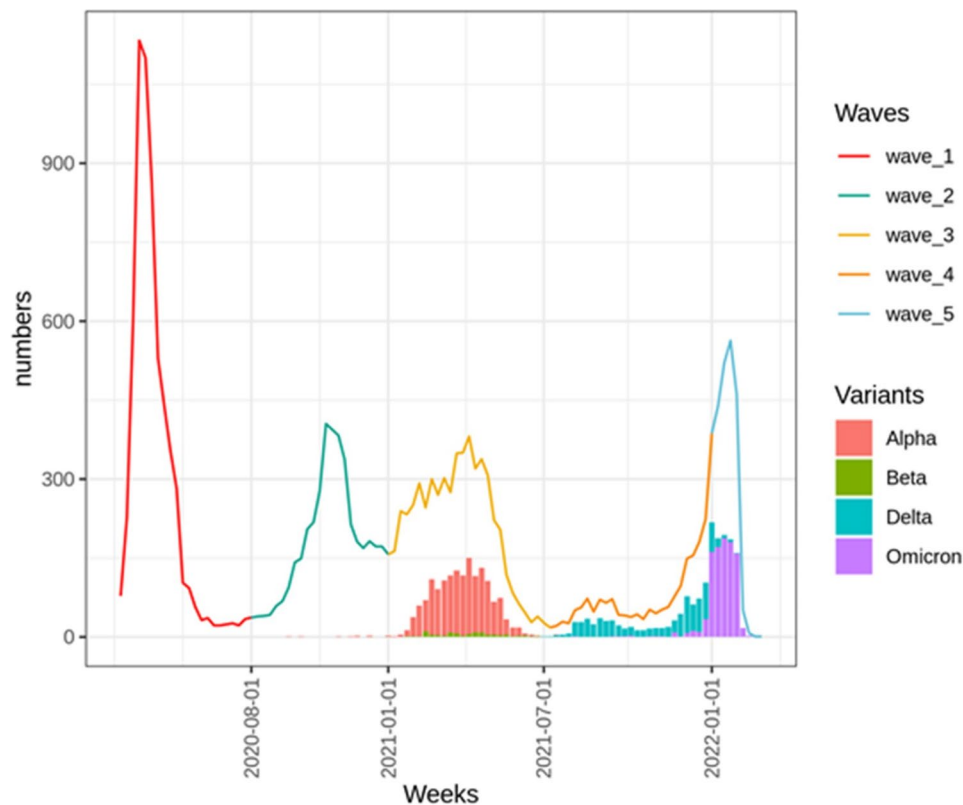 900
600
300
0
numbers
2020-08-01
2021-01-01
2021-07-01
2022-01-01
Weeks
Waves
wave_1
wave_2
wave_3
wave_4
wave_5
Variants
Alpha
Beta
Delta
Omicron